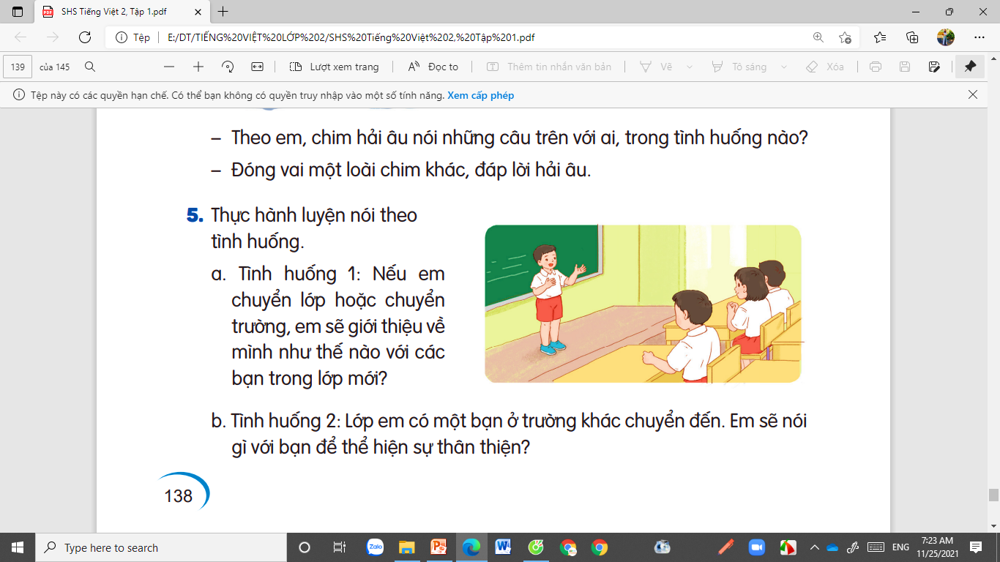 SHS Tiếng Việt 2, Tập 1.pdf
Tệp
E:/DT/TIẾNG%20VIỆT%20LỚP%202/SHS%20Tiếng%20Việt%202,%20Tập%201.pdf
139 của 145 Lượt xem trang Đọc to Thêm tin nhắn văn bản Vẽ Tô sáng Xóa
Tệp này có các quyền hạn chế. Có thể bạn không có quyền truy nhập vào một số tính năng. Xem cấp phép
– Theo em, chim hải âu nói những câu trên với ai, trong tình huống nào?
– Đóng vai một loài chim khác, đáp lời hải âu.
5. Thực hành luyện nói theo
tình huống.
a. Tình huống 1: Nếu em
chuyển lớp hoặc chuyển
trường, em sẽ giới thiệu về
mình như thế nào với các
bạn trong lớp mới?
b. Tình huống 2: Lớp em có một bạn ở trường khác chuyển đến. Em sẽ nói
gì với bạn để thể hiện sự thân thiện?
138
Type here to search
Zalo
ENG
7:23 AM
11/25/2021